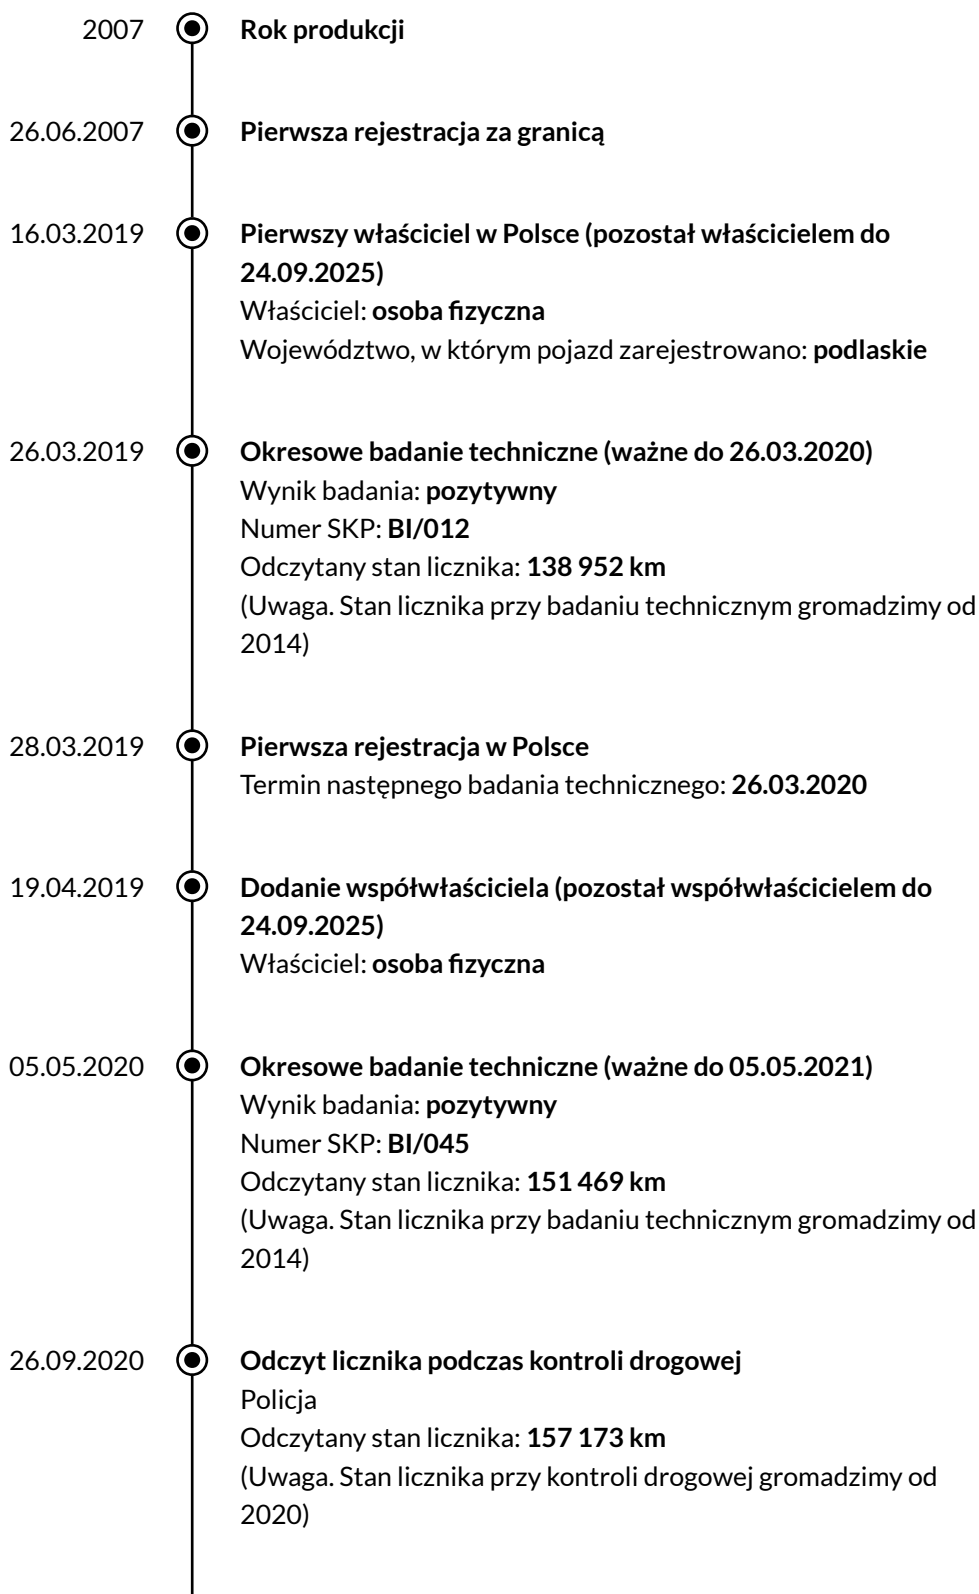 2007 Rok produkcji
26.06.2007 Pierwsza rejestracja za granicą
16.03.2019 Pierwszy właściciel w Polsce (pozostał właścicielem do
24.09.2025)
Właściciel: osoba fizyczna
Województwo, w którym pojazd zarejestrowano: podlaskie
26.03.2019 Okresowe badanie techniczne (ważne do 26.03.2020)
Wynik badania: pozytywny
Numer SKP: BI/012
Odczytany stan licznika: 138 952 km
(Uwaga. Stan licznika przy badaniu technicznym gromadzimy od
2014)
28.03.2019 Pierwsza rejestracja w Polsce
Termin następnego badania technicznego: 26.03.2020
19.04.2019 Dodanie współwłaściciela (pozostał współwłaścicielem do
24.09.2025)
Właściciel: osoba fizyczna
05.05.2020 Okresowe badanie techniczne (ważne do 05.05.2021)
Wynik badania: pozytywny
Numer SKP: BI/045
Odczytany stan licznika: 151 469 km
(Uwaga. Stan licznika przy badaniu technicznym gromadzimy od
2014)
26.09.2020 Odczyt licznika podczas kontroli drogowej
Policja
Odczytany stan licznika: 157 173 km
(Uwaga. Stan licznika przy kontroli drogowej gromadzimy od
2020)